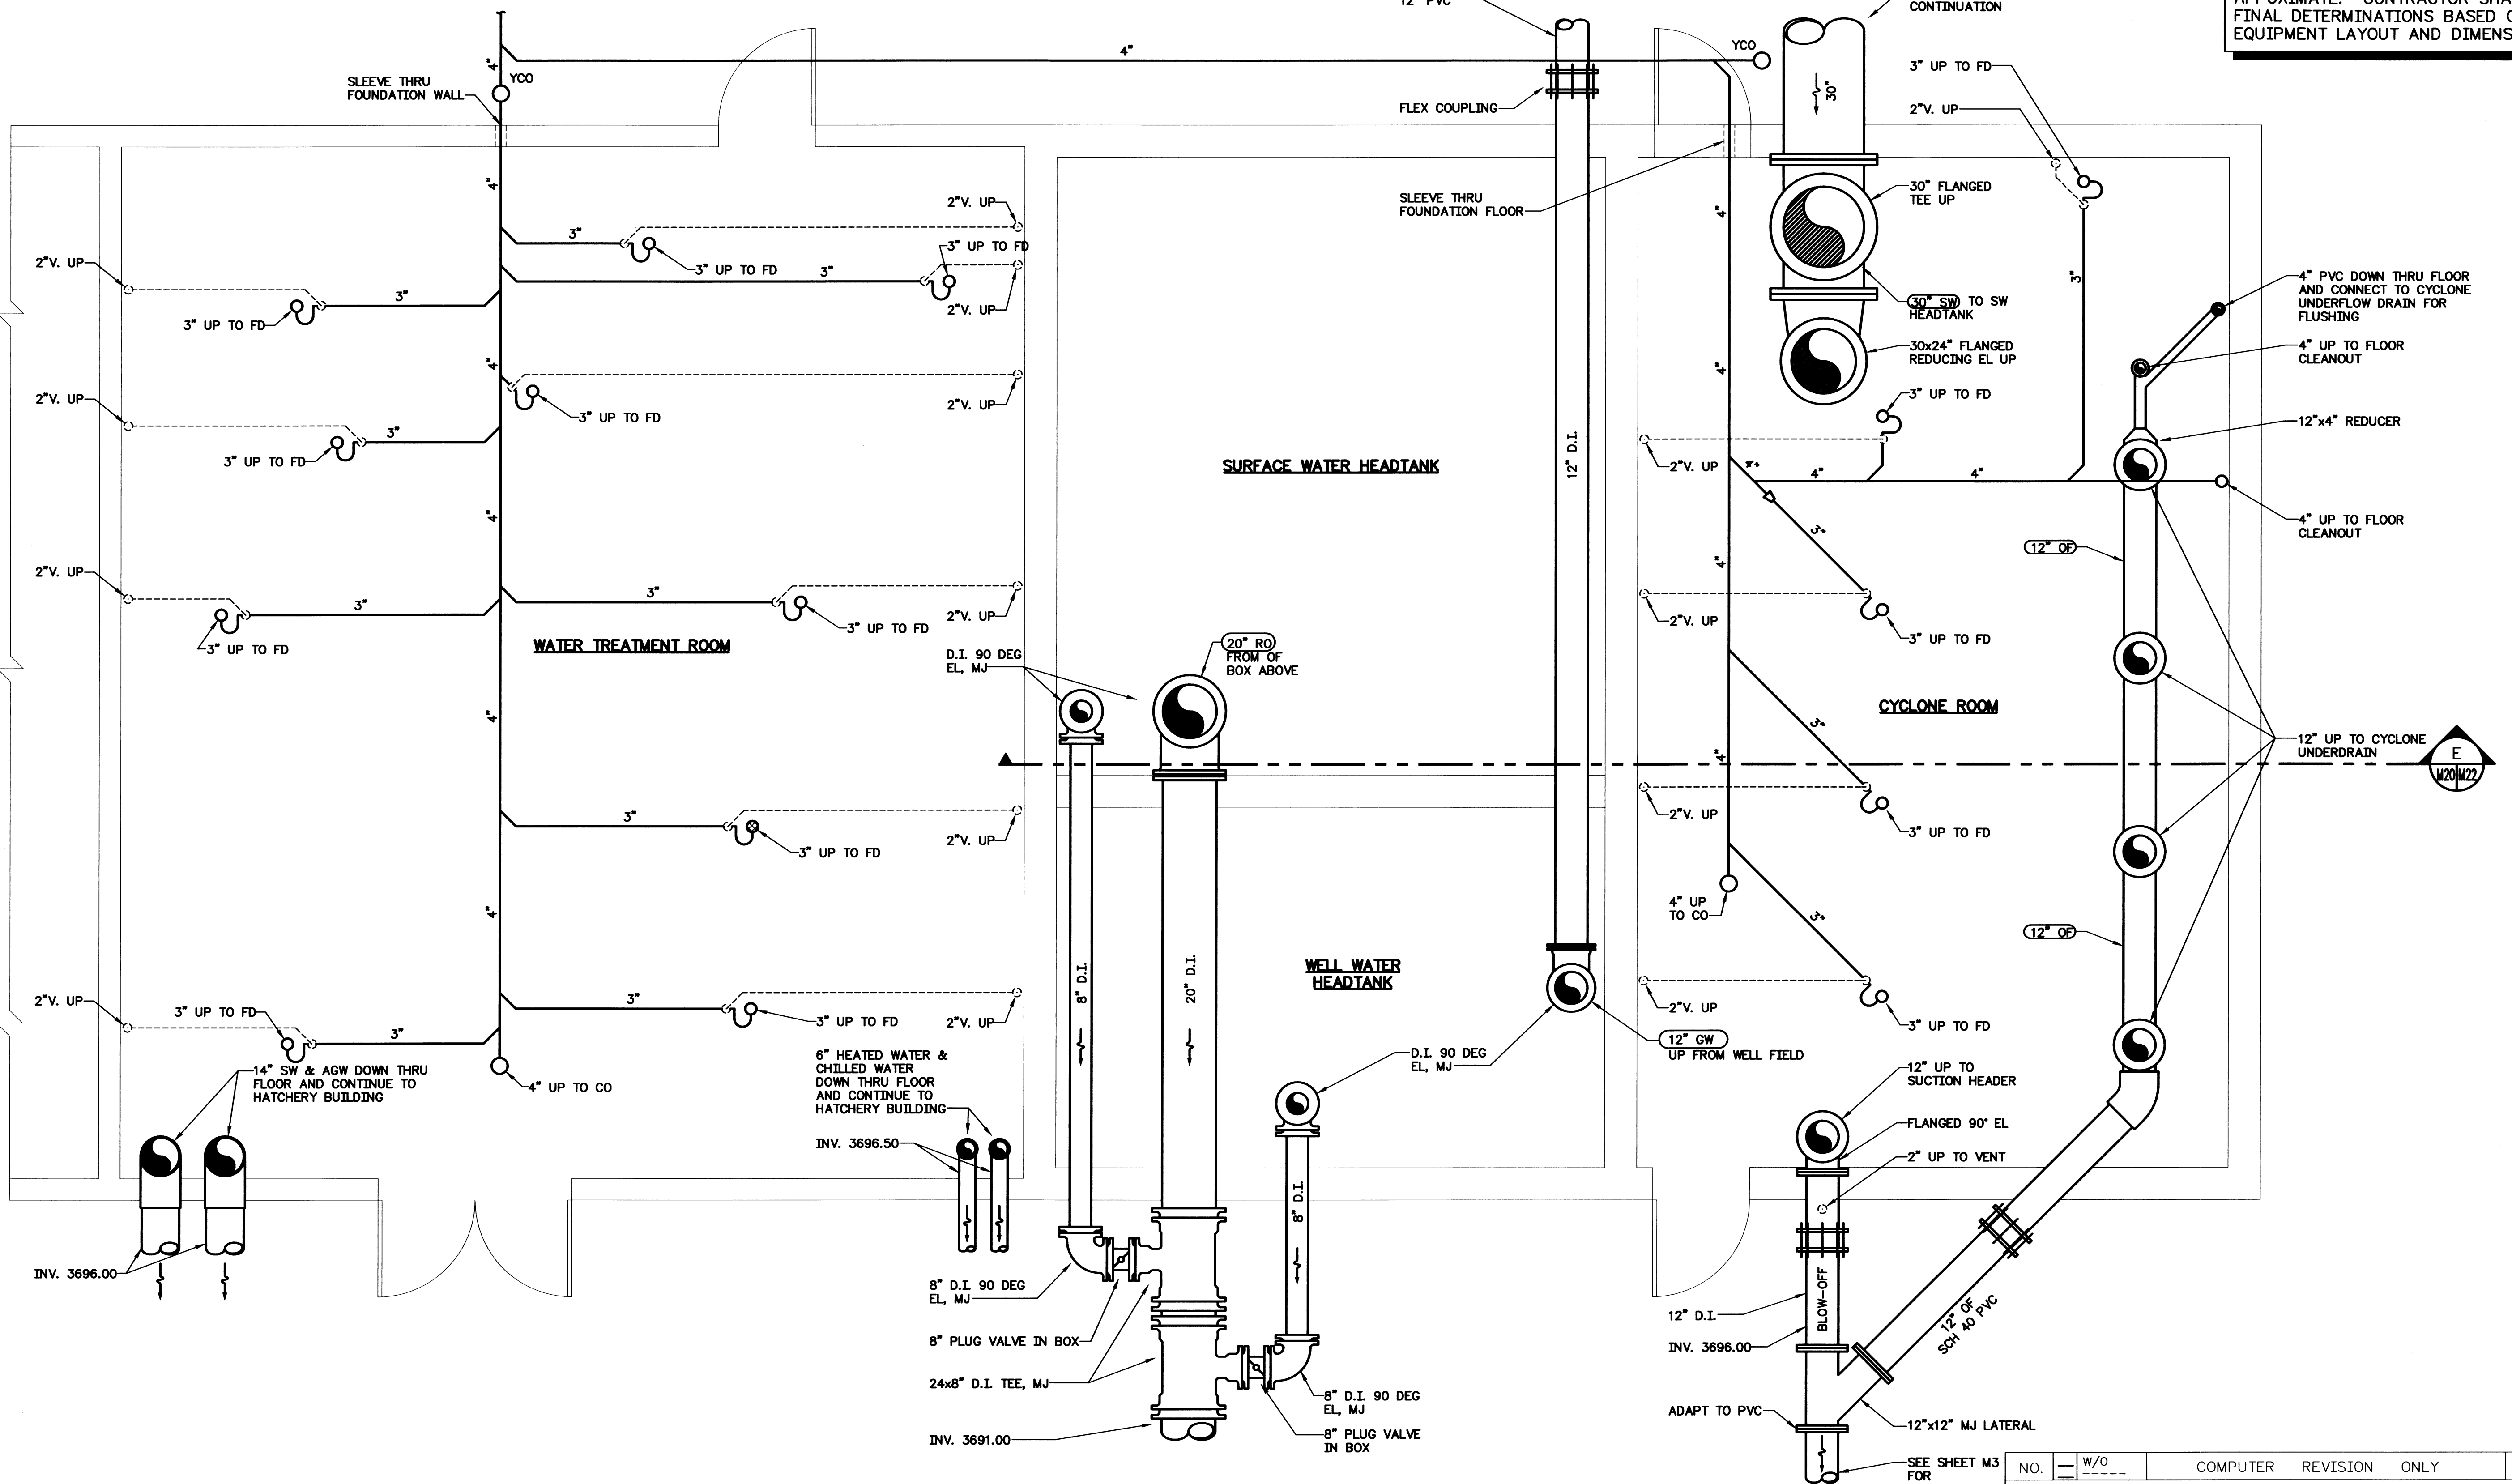 12" PVC
CONTINUATION
FINAL DETERMINATIONS BASED
EQUIPMENT LAYOUT AND
4"
YCO
4"
YCO
SLEEVE THRU
FOUNDATION WALL
FLEX COUPLING
30"
3" UP TO FD
2"V. UP
4"
SLEEVE THRU
FOUNDATION FLOOR
4"
30" FLANGED
TEE UP
2"V. UP
3"
3" UP TO FD
3" UP TO FD
3"
2"V. UP
2"V. UP
3"
3" UP TO FD
3"
30" SW TO SW
HEADTANK
4" PVC DOWN THRU FLOOR
AND CONNECT TO CYCLONE
UNDERFLOW DRAIN FOR
FLUSHING
30x24" FLANGED
REDUCING EL UP
4" UP TO FLOOR
CLEANOUT
4"
4"
2"V. UP
3" UP TO FD
2"V. UP
3"
3" UP TO FD
3" UP TO FD
12"x4" REDUCER
SURFACE WATER HEADTANK
12" D.I.
2"V. UP
4"
4"
4"
4"
3"
4" UP TO FLOOR
CLEANOUT
12" OF
4"
2"V. UP
3"
3" UP TO FD
3"
3" UP TO FD
2"V. UP
2"V. UP
3" UP TO FD
WATER TREATMENT ROOM
D.I. 90 DEG
EL, MJ
20" RO
FROM OF
BOX ABOVE
4"
3"
CYCLONE ROOM
4"
12" UP TO CYCLONE
UNDERDRAIN
E
M20 M22
3"
3" UP TO FD
2"V. UP
2"V. UP
3" UP TO FD
4"
4" UP
TO CO
3"
12" OF
8" D.I.
20" D.I.
WELL WATER
HEADTANK
2"V. UP
3" UP TO FD
3"
3"
3" UP TO FD
2"V. UP
2"V. UP
3" UP TO FD
12" GW
UP FROM WELL FIELD
D.I. 90 DEG
EL, MJ
14" SW & AGW DOWN THRU
FLOOR AND CONTINUE TO
HATCHERY BUILDING
4" UP TO CO
6" HEATED WATER &
CHILLED WATER
DOWN THRU FLOOR
AND CONTINUE TO
HATCHERY BUILDING
12" UP TO
SUCTION HEADER
FLANGED 90° EL
INV. 3696.50
2" UP TO VENT
8" D.I.
INV. 3696.00
8" D.I. 90 DEG
EL, MJ
8" PLUG VALVE IN BOX
12" D.I.
BLOW-OFF
12" OF
SCH 40 PVC
INV. 3696.00
24x8" D.I. TEE, MJ
8" D.I. 90 DEG
EL, MJ
ADAPT TO PVC
12"x12" MJ LATERAL
INV. 3691.00
8" PLUG VALVE
IN BOX
SEE SHEET M3
FOR
NO.
W/O
COMPUTER REVISION ONLY